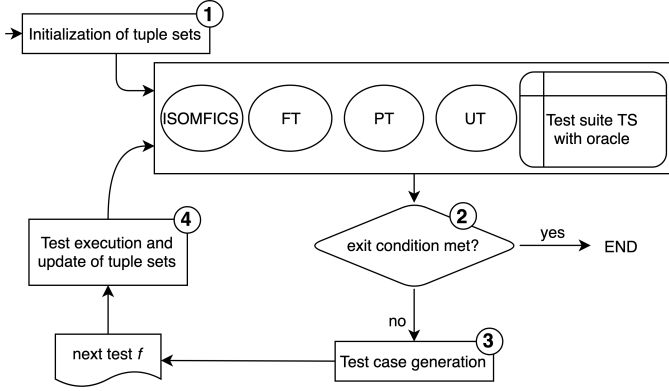 1
Initialization of tuple sets
ISOMFICS
FT
PT
UT
Test suite TS
with oracle
4
Test execution and
update of tuple sets
2
exit condition met?
yes
END
no
3
next test f
Test case generation